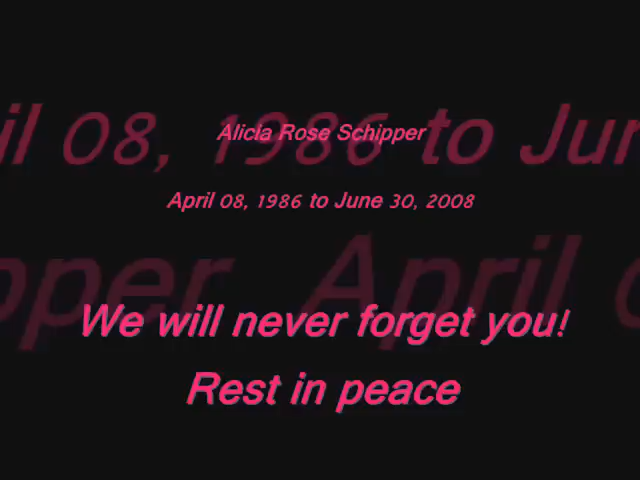 il 08, 1986 to Jun
Alicia Rose Schipper
April 08, 1986 to June 30, 2008
pper April 0
We will never forget you!
Rest in peace